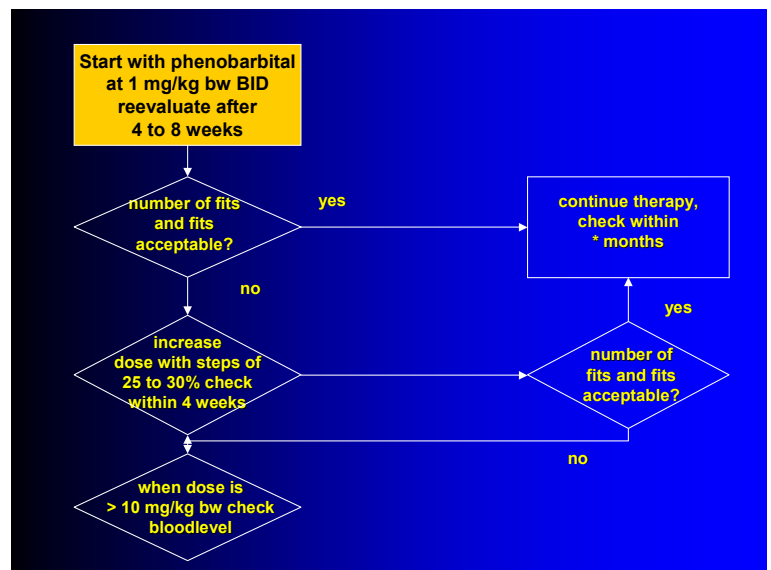 Start with phenobarbital
at 1 mg/kg bw BID
reevaluate after
4 to 8 weeks
number of fits
and fits
acceptable?
yes
continue therapy,
check within
* months
no
yes
increase
dose with steps of
25 to 30% check
within 4 weeks
number of
fits and fits
acceptable?
no
when dose is
> 10 mg/kg bw check
bloodlevel